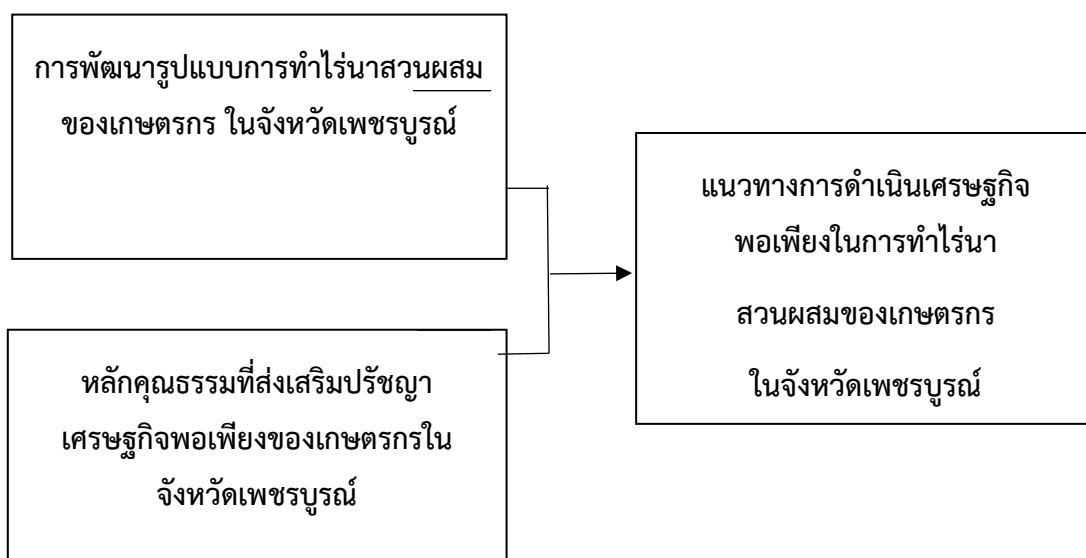 การพัฒนารูปแบบการทำไร่นาสวนผสม
ของเกษตรกร ในจังหวัดเพชรบูรณ์
หลักคุณธรรมที่ส่งเสริมปรัชญา
เศรษฐกิจพอเพียงของเกษตรกรใน
จังหวัดเพชรบูรณ์
แนวทางการดำเนินเศรษฐกิจ
พอเพียงในการทำไร่นา
สวนผสมของเกษตรกร
ในจังหวัดเพชรบูรณ์